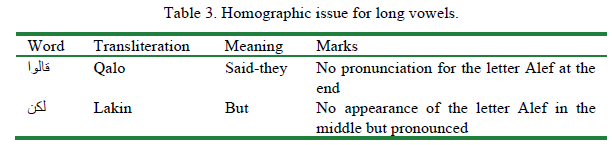 Table 3. Homographic issue for long vowels.
Word Transliteration Meaning Marks
قالوا Qalo Said-they No pronunciation for the letter Alef at the
end
لكن Lakin But No appearance of the letter Alef in the
middle but pronounced